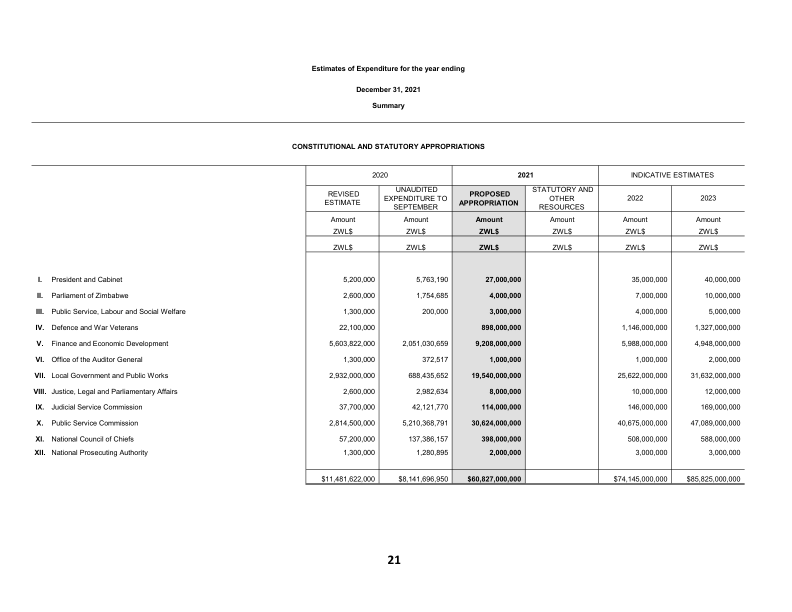 Estimates of Expenditure for the year ending
December 31, 2021
Summary
CONSTITUTIONAL AND STATUTORY APPROPRIATIONS
2020 2021 INDICATIVE ESTIMATES
REVISED ESTIMATE UNAUDITED EXPENDITURE TO SEPTEMBER PROPOSED APPROPRIATION STATUTORY AND OTHER RESOURCES 2022 2023
Amount Amount Amount Amount Amount Amount
ZWL$ ZWL$ ZWL$ ZWL$ ZWL$ ZWL$
ZWL$ ZWL$ ZWL$ ZWL$ ZWL$ ZWL$
I. President and Cabinet 5,200,000 5,763,190 27,000,000 35,000,000 40,000,000
II. Parliament of Zimbabwe 2,600,000 1,754,685 4,000,000 7,000,000 10,000,000
III. Public Service, Labour and Social Welfare 1,300,000 200,000 3,000,000 4,000,000 5,000,000
IV. Defence and War Veterans 22,100,000 898,000,000 1,146,000,000 1,327,000,000
V. Finance and Economic Development 5,603,822,000 2,051,030,659 9,208,000,000 5,988,000,000 4,948,000,000
VI. Office of the Auditor General 1,300,000 372,517 1,000,000 1,000,000 2,000,000
VII. Local Government and Public Works 2,932,000,000 688,435,652 19,540,000,000 25,622,000,000 31,632,000,000
VIII. Justice, Legal and Parliamentary Affairs 2,600,000 2,982,634 8,000,000 10,000,000 12,000,000
IX. Judicial Service Commission 37,700,000 42,121,770 114,000,000 146,000,000 169,000,000
X. Public Service Commission 2,814,500,000 5,210,368,791 30,624,000,000 40,675,000,000 47,089,000,000
XI. National Council of Chiefs 57,200,000 137,386,157 398,000,000 508,000,000 588,000,000
XII. National Prosecuting Authority 1,300,000 1,280,895 2,000,000 3,000,000 3,000,000
$11,481,622,000 $8,141,696,950 $60,827,000,000 $74,145,000,000 $85,825,000,000
21